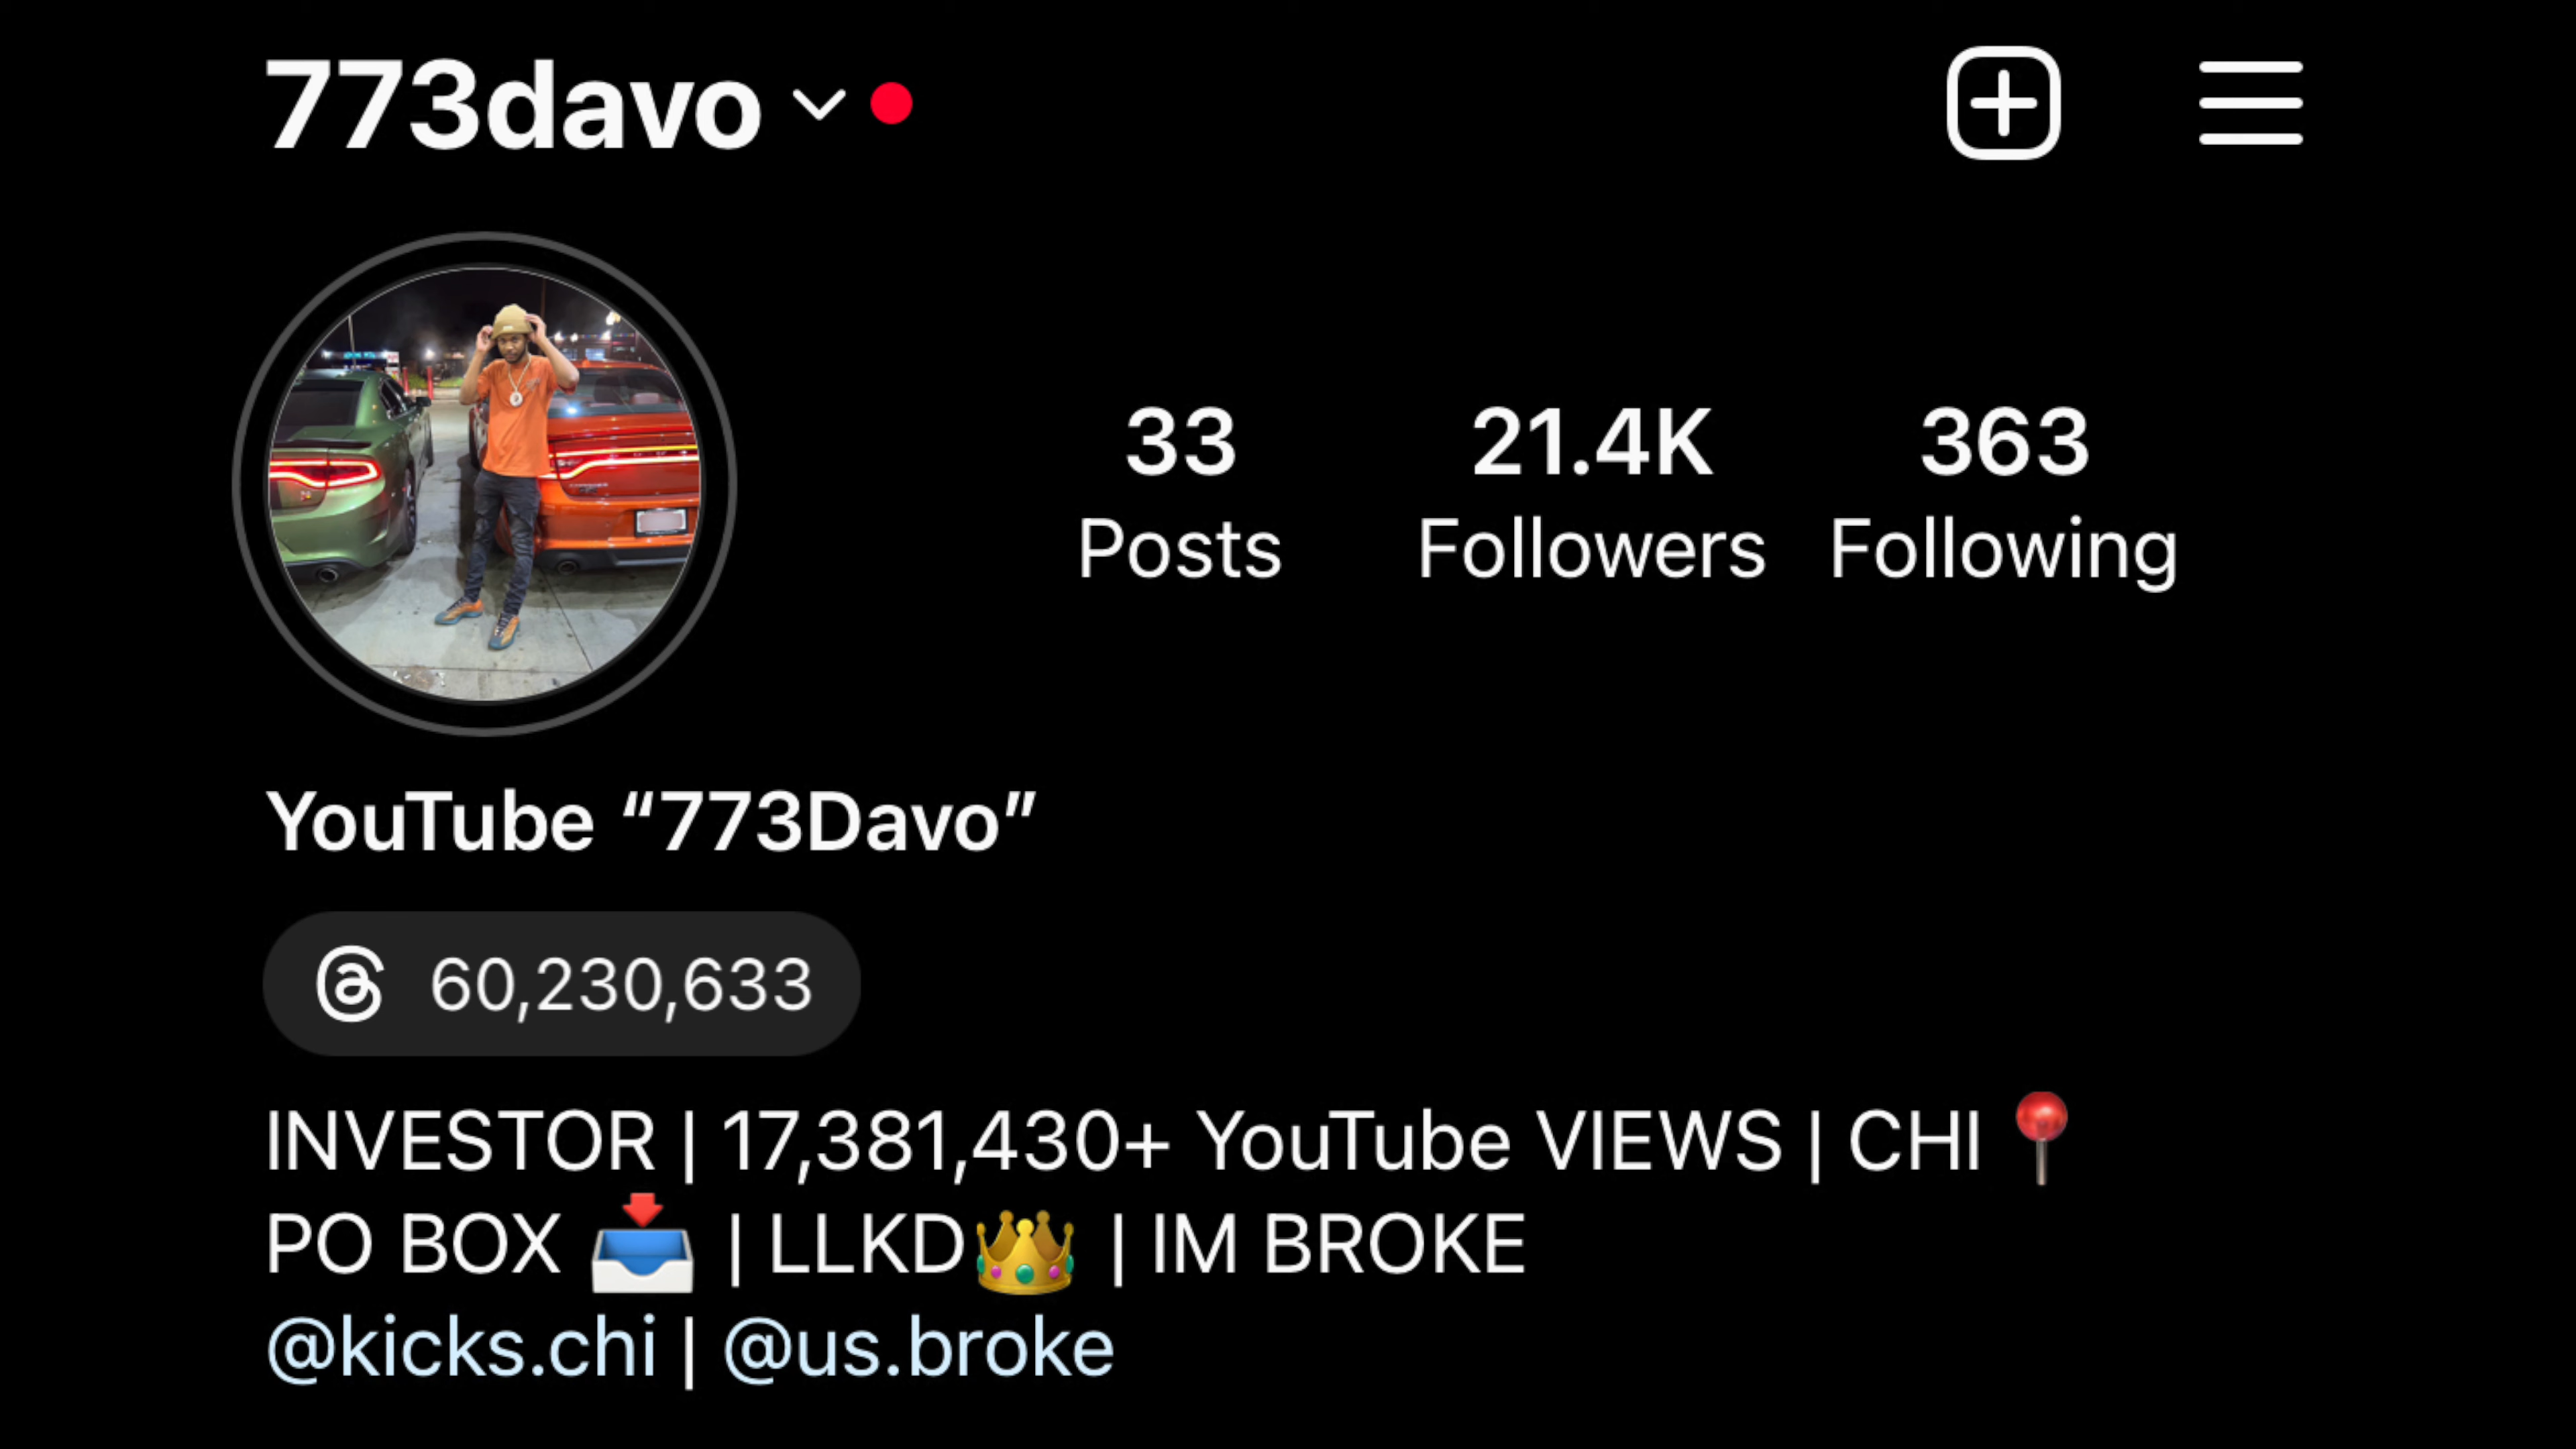 773davo
33 21.4K 363
Posts Followers Following
YouTube “773Davo”
60,230,633
INVESTOR | 17,381,430+ YouTube VIEWS | CHI 📍
PO BOX 📥 | LLKD👑 | IM BROKE
@kicks.chi | @us.broke